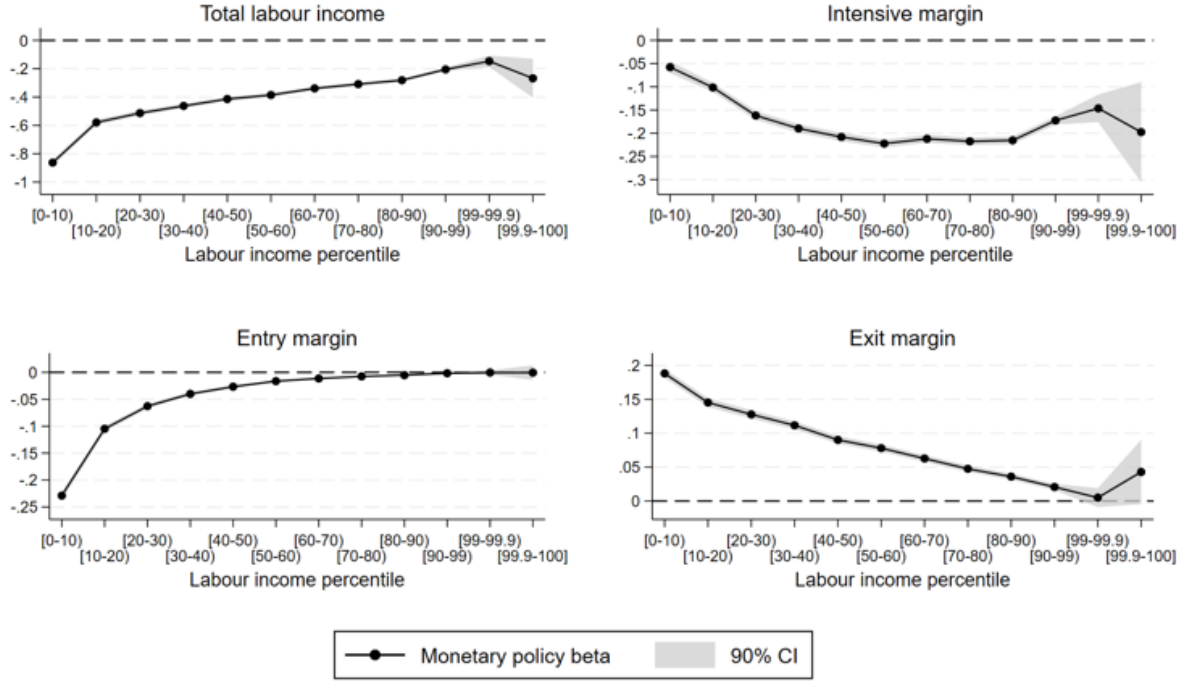 Total labour income
0
-.2
-.4
-.6
-.8
-1
[0-10) [20-30) [40-50) [60-70) [80-90) [99-99.9)
[10-20) [30-40) [50-60) [70-80) [90-99) [99.9-100]
Labour income percentile
Intensive margin
0
-.05
-.1
-.15
-.2
-.25
-.3
[0-10) [20-30) [40-50) [60-70) [80-90) [99-99.9)
[10-20) [30-40) [50-60) [70-80) [90-99) [99.9-100]
Labour income percentile
Entry margin
0
-.05
-.1
-.15
-.2
-.25
[0-10) [20-30) [40-50) [60-70) [80-90) [99-99.9)
[10-20) [30-40) [50-60) [70-80) [90-99) [99.9-100]
Labour income percentile
Exit margin
.2
.15
.1
.05
0
[0-10) [20-30) [40-50) [60-70) [80-90) [99-99.9)
[10-20) [30-40) [50-60) [70-80) [90-99) [99.9-100]
Labour income percentile
Monetary policy beta 90% CI